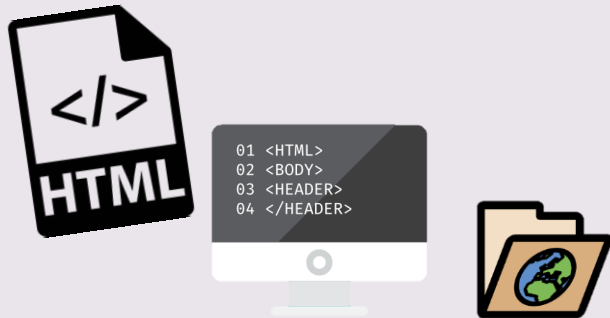 </>
HTML
01 <HTML>
02 <BODY>
03 <HEADER>
04 </HEADER>